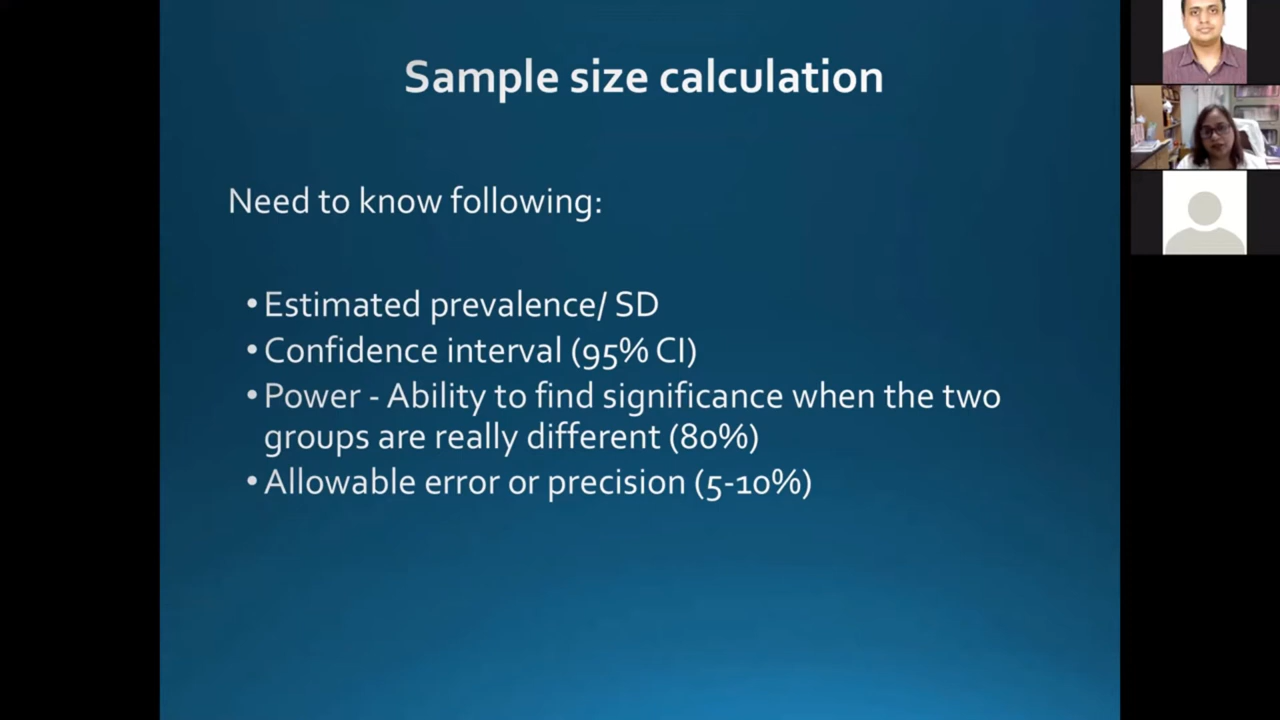 Sample size calculation
Need to know following:
•Estimated prevalence/ SD
•Confidence interval (95% CI)
•Power - Ability to find significance when the two
groups are really different (80%)
•Allowable error or precision (5-10%)